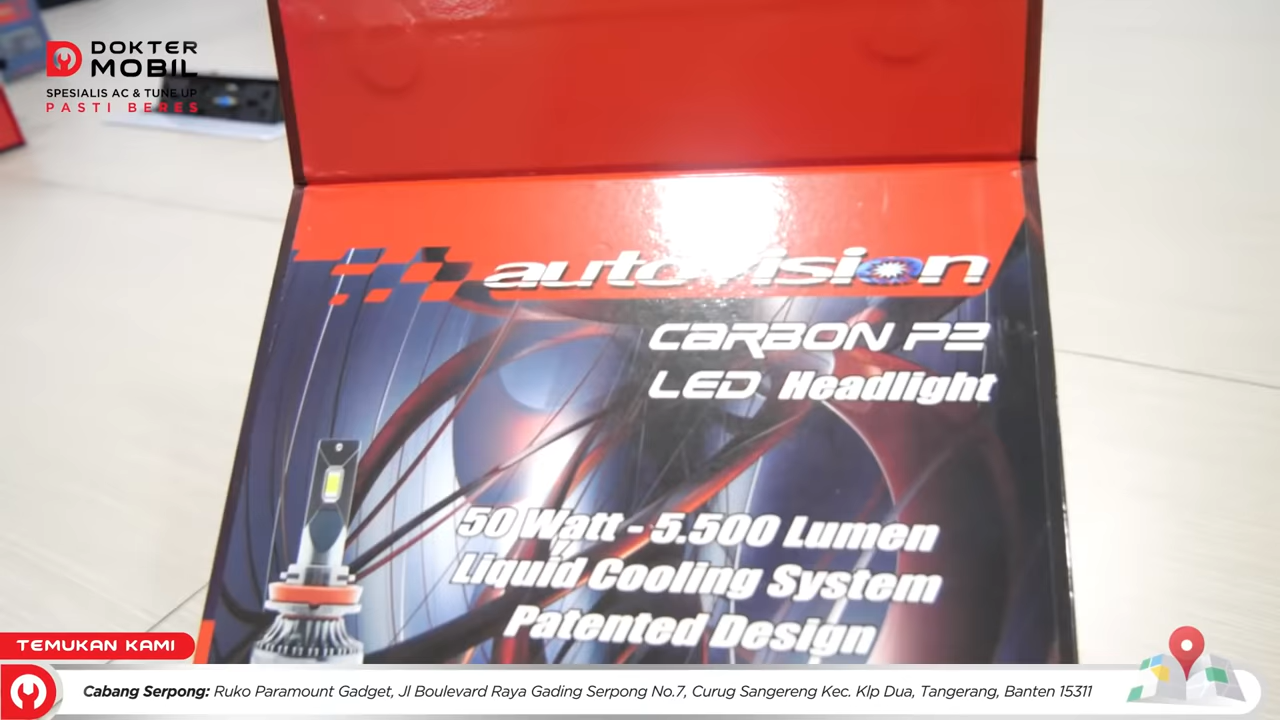 DOKTER
MOBIL
SPESIALIS AC & TUNE UP
PASTI BERES
autovision
CARBON P2
LED Headlight
50 Watt - 5.500 Lumen
Liquid Cooling System
Patented Design
TEMUKAN KAMI
Cabang Serpong: Ruko Paramount Gadget, Jl Boulevard Raya Gading Serpong No.7, Curug Sangereng Kec. Klp Dua, Tangerang, Banten 15311